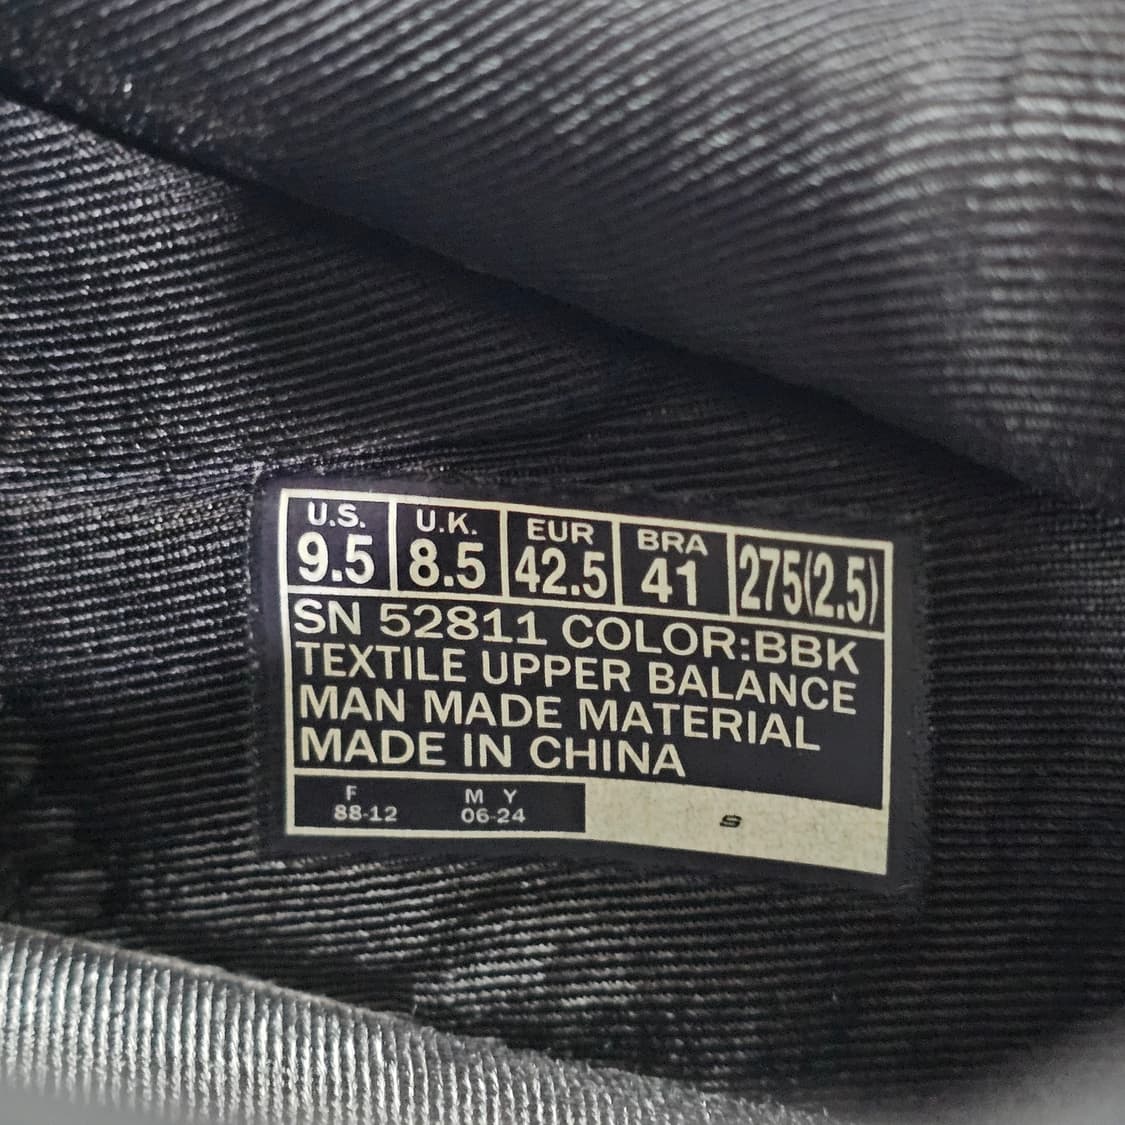 U.S. U.K. EUR BRA
9.5 8.5 42.5 41 275(2.5)
SN 52811 COLOR:BBK
TEXTILE UPPER BALANCE
MAN MADE MATERIAL
MADE IN CHINA
F M Y
88-12 06-24
S